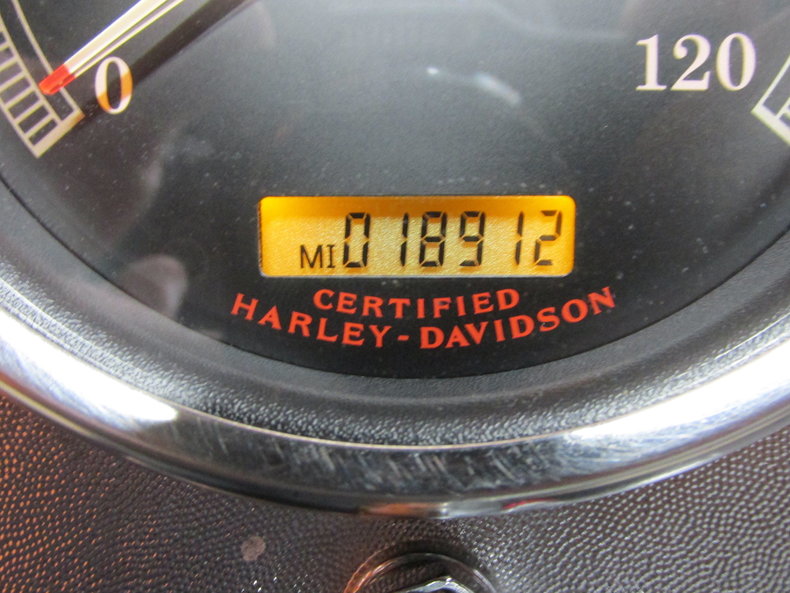 0 120
MI 018912
CERTIFIED
HARLEY-DAVIDSON